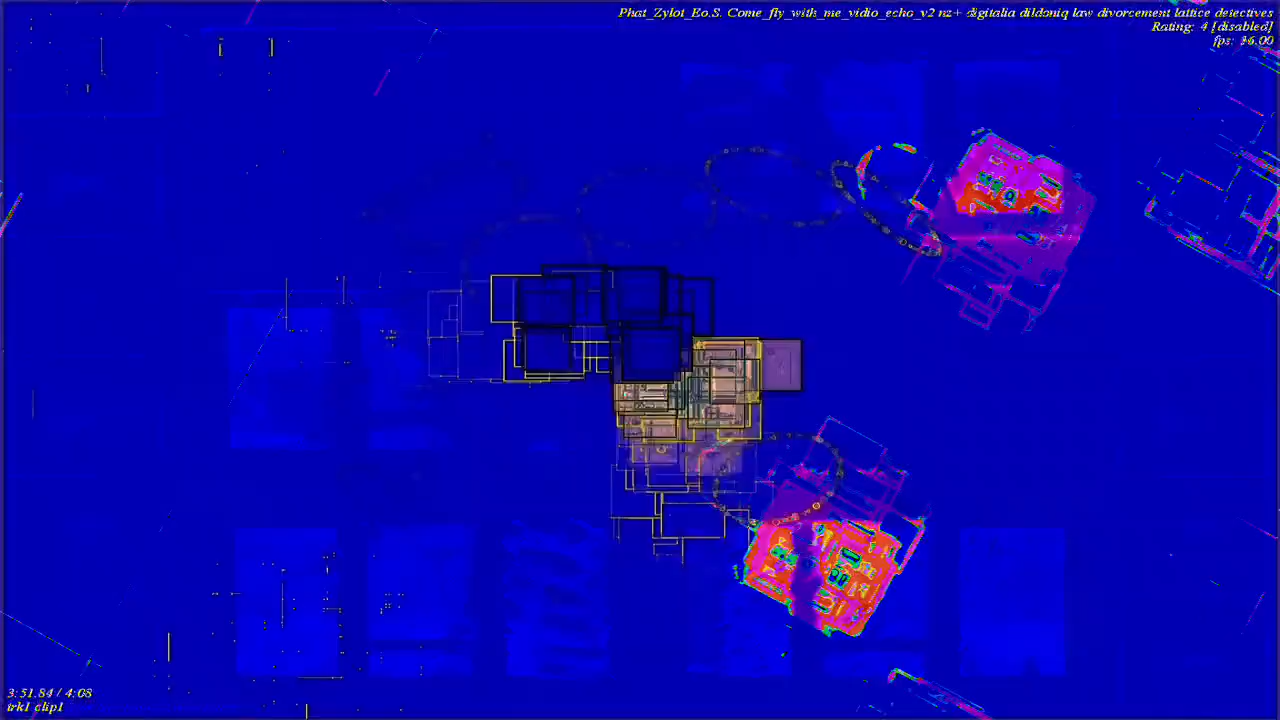 Phat_Zylot_Eo.S. Come_fly_with_me_vidio_echo_v2 nz+ digitalia dildoniq law divorcement lattice detectives
Rating: 4 [disabled]
fps: 36.00
3:51.84 / 4:08
trk1 clip1